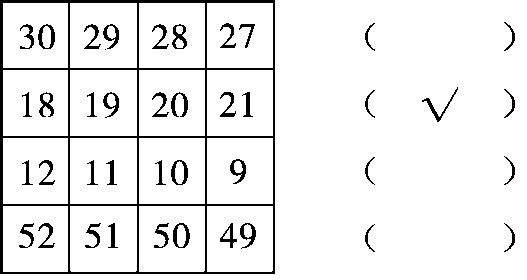 30 29 28 27 ( )
18 19 20 21 ( √ )
12 11 10 9 ( )
52 51 50 49 ( )